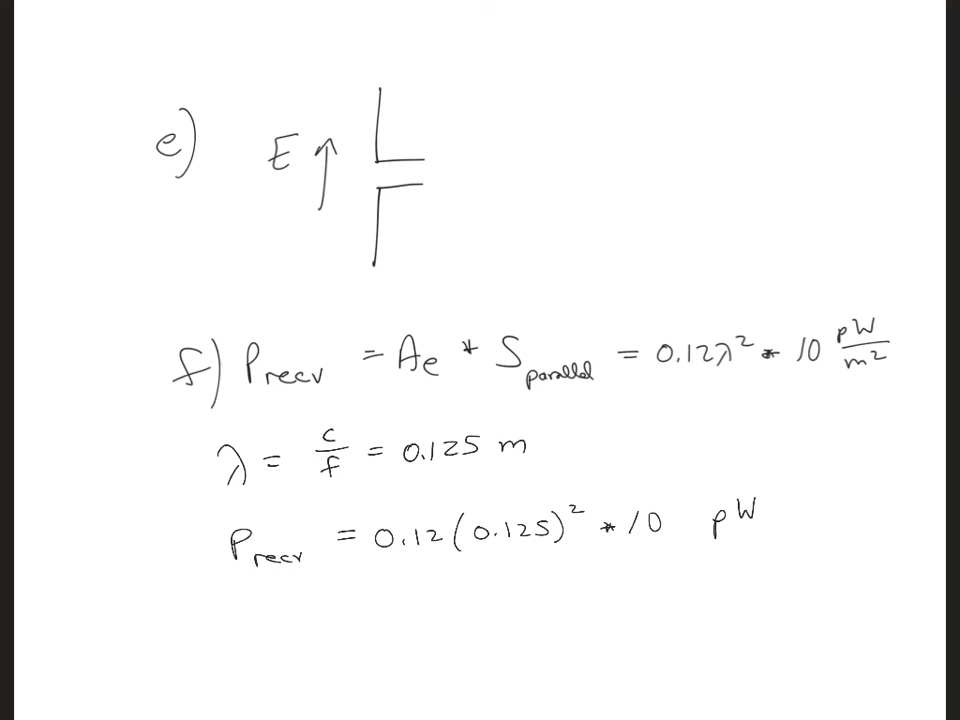 e) E ↑
f) Precv = Ae * Sparallel = 0.12λ² * 10 pW/m²
λ = c/f = 0.125 m
Precv = 0.12(0.125)² * 10 pW